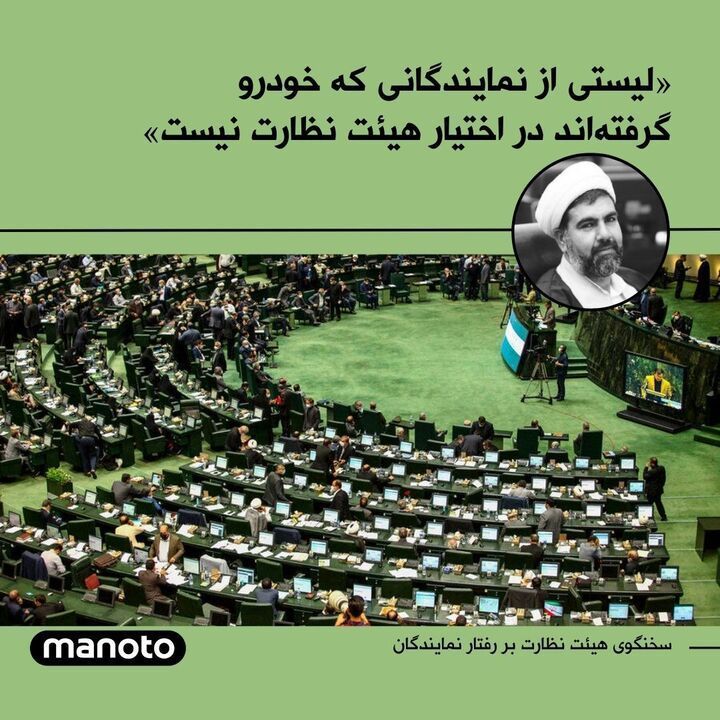 «لیستی از نمایندگانی که خودرو
گرفته‌اند در اختیار هیئت نظارت نیست»
سخنگوی هیئت نظارت بر رفتار نمایندگان
manoto